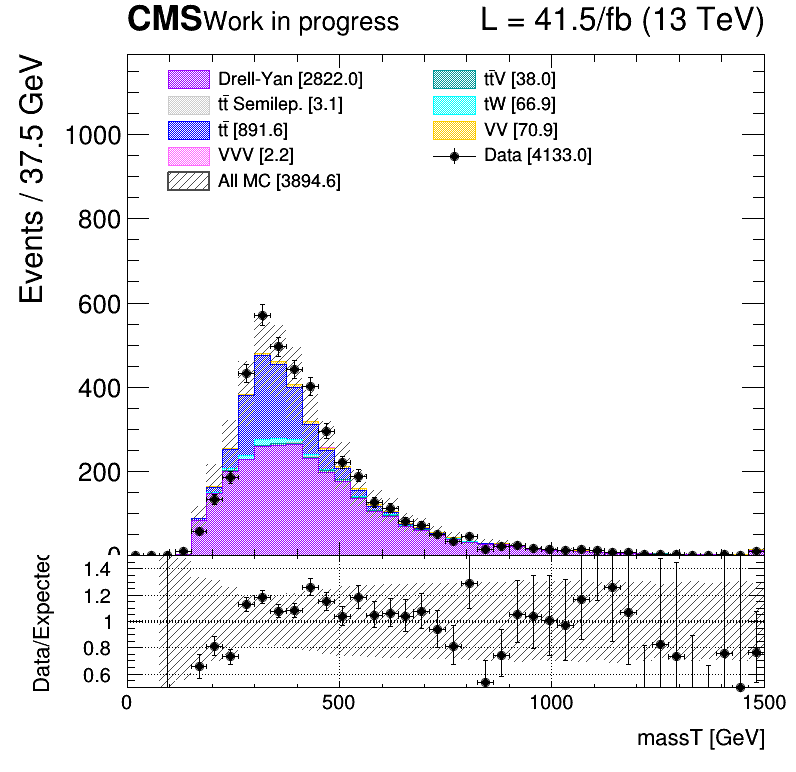 CMS Work in progress L = 41.5/fb (13 TeV)
Events / 37.5 GeV
Drell-Yan [2822.0]
tt̄ Semilep. [3.1]
tt̄ [891.6]
VVV [2.2]
All MC [3894.6]
tt̄V [38.0]
tW [66.9]
VV [70.9]
Data [4133.0]
1000
800
600
400
200
0
Data/Expected
1.4
1.2
1
0.8
0.6
0 500 1000 1500
massT [GeV]